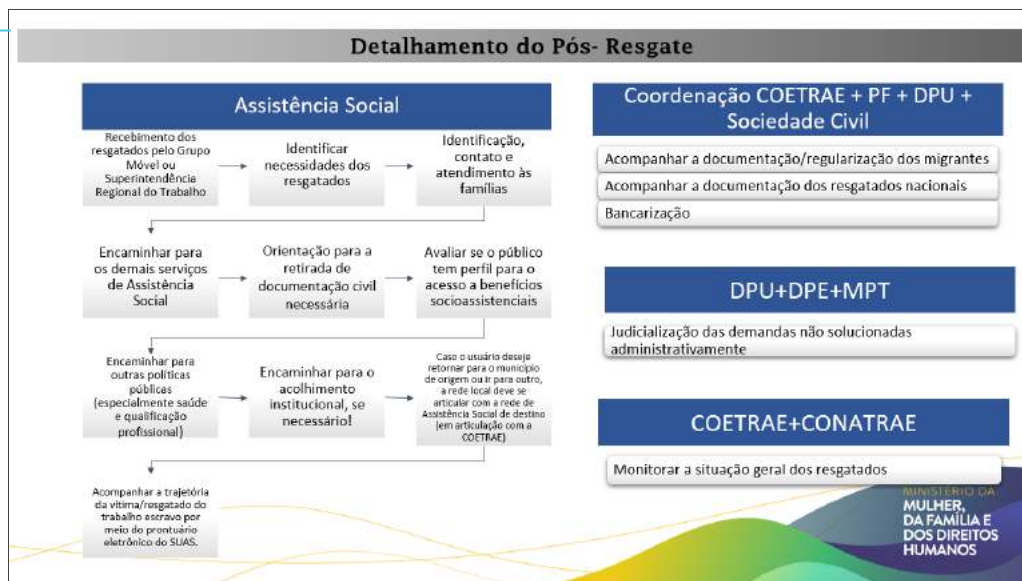 Detalhamento do Pós- Resgate
Assistência Social
Recebimento dos
resgatados pelo Grupo
Móvel ou
Superintendência
Regional do Trabalho
Identificar
necessidades dos
resgatados
Identificação,
contato e
atendimento às
famílias
Encaminhar para
os demais serviços
de Assistência
Social
Orientação para a
retirada de
documentação civil
necessária
Avaliar se o público
tem perfil para o
acesso a benefícios
socioassistenciais
Encaminhar para
outras políticas
públicas
(especialmente saúde
e qualificação
profissional)
Encaminhar para o
acolhimento
institucional, se
necessário!
Caso o usuário deseje
retornar para o município
de origem ou ir para outro,
a rede local deve se
articular com a rede de
Assistência Social de destino
(em articulação com a
COETRAE)
Acompanhar a trajetória
da vítima/resgatado do
trabalho escravo por
meio do prontuário
eletrônico do SUAS.
Coordenação COETRAE + PF + DPU +
Sociedade Civil
Acompanhar a documentação/regularização dos migrantes
Acompanhar a documentação dos resgatados nacionais
Bancarização
DPU+DPE+MPT
Judicialização das demandas não solucionadas
administrativamente
COETRAE+CONATRAE
Monitorar a situação geral dos resgatados
MINISTÉRIO DA
MULHER,
DA FAMÍLIA E
DOS DIREITOS
HUMANOS